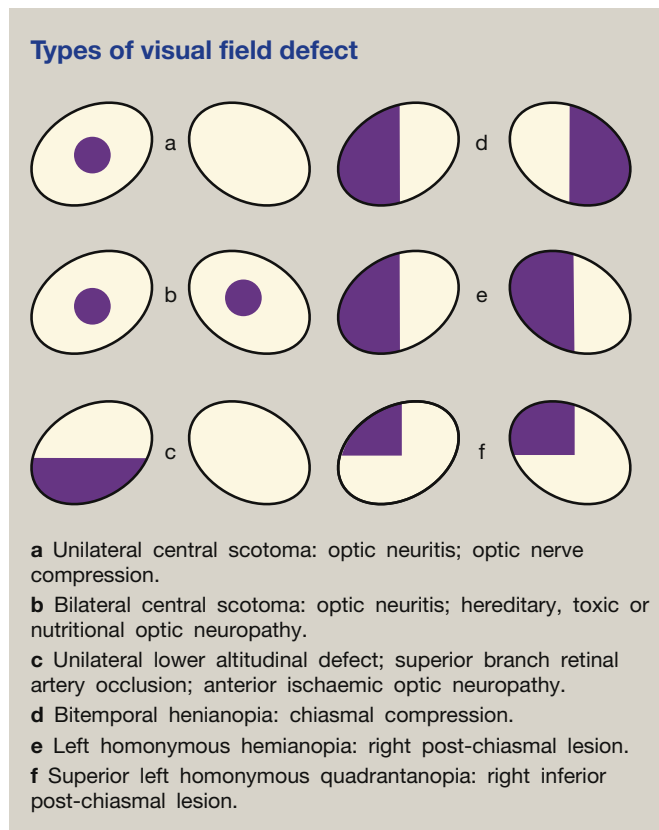 Types of visual field defect
a d
b e
c f
a Unilateral central scotoma: optic neuritis; optic nerve
compression.
b Bilateral central scotoma: optic neuritis; hereditary, toxic or
nutritional optic neuropathy.
c Unilateral lower altitudinal defect; superior branch retinal
artery occlusion; anterior ischaemic optic neuropathy.
d Bitemporal henianopia: chiasmal compression.
e Left homonymous hemianopia: right post-chiasmal lesion.
f Superior left homonymous quadrantanopia: right inferior
post-chiasmal lesion.